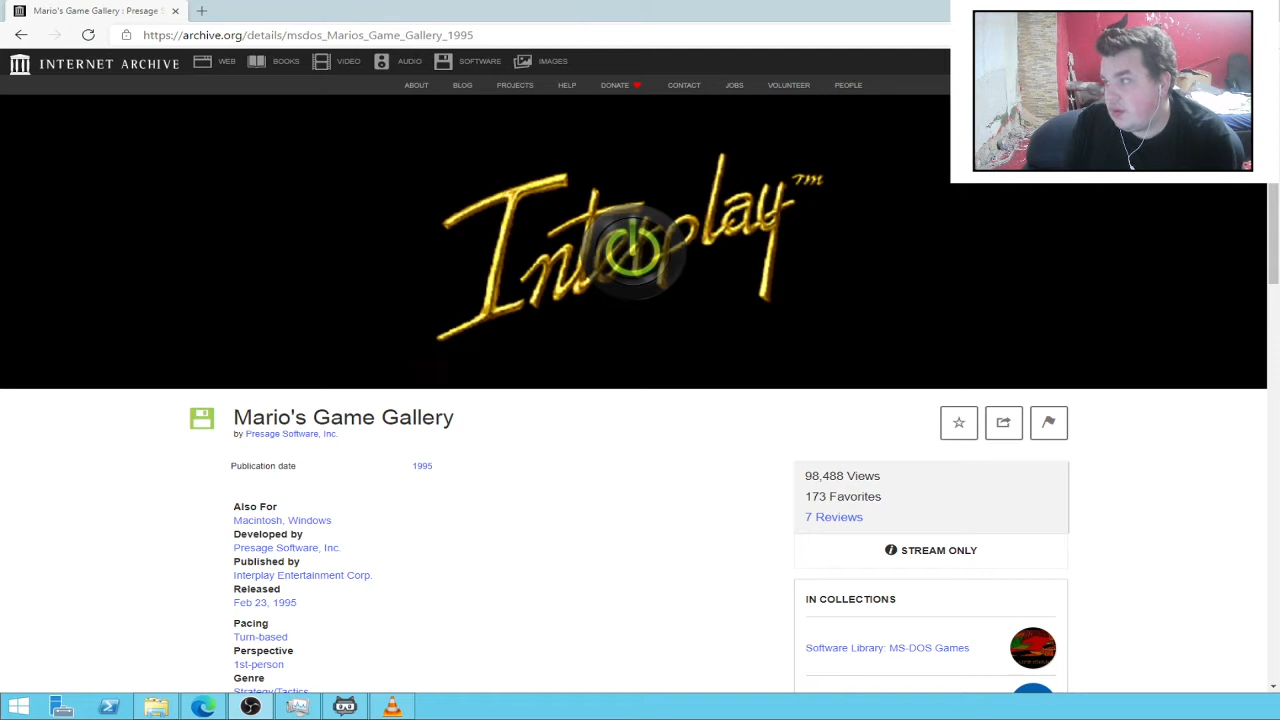 Mario's Game Gallery : Presage S
https://archive.org/details/msdos_Marios_Game_Gallery_1995
INTERNET ARCHIVE WEB BOOKS VIDEO AUDIO SOFTWARE IMAGES
ABOUT BLOG PROJECTS HELP DONATE CONTACT JOBS VOLUNTEER PEOPLE
Interplay™
Mario's Game Gallery
by Presage Software, Inc.
Publication date 1995
Also For
Macintosh, Windows
Developed by
Presage Software, Inc.
Published by
Interplay Entertainment Corp.
Released
Feb 23, 1995
Pacing
Turn-based
Perspective
1st-person
Genre
Strategy/Tactics
98,488 Views
173 Favorites
7 Reviews
STREAM ONLY
IN COLLECTIONS
Software Library: MS-DOS Games